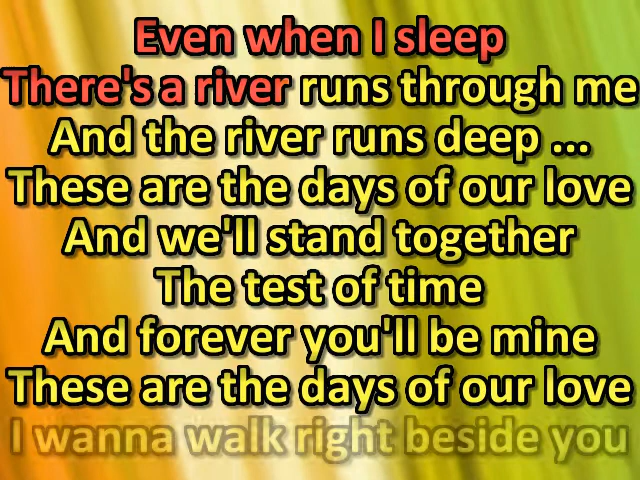 Even when I sleep
There's a river runs through me
And the river runs deep ...
These are the days of our love
And we'll stand together
The test of time
And forever you'll be mine
These are the days of our love
I wanna walk right beside you